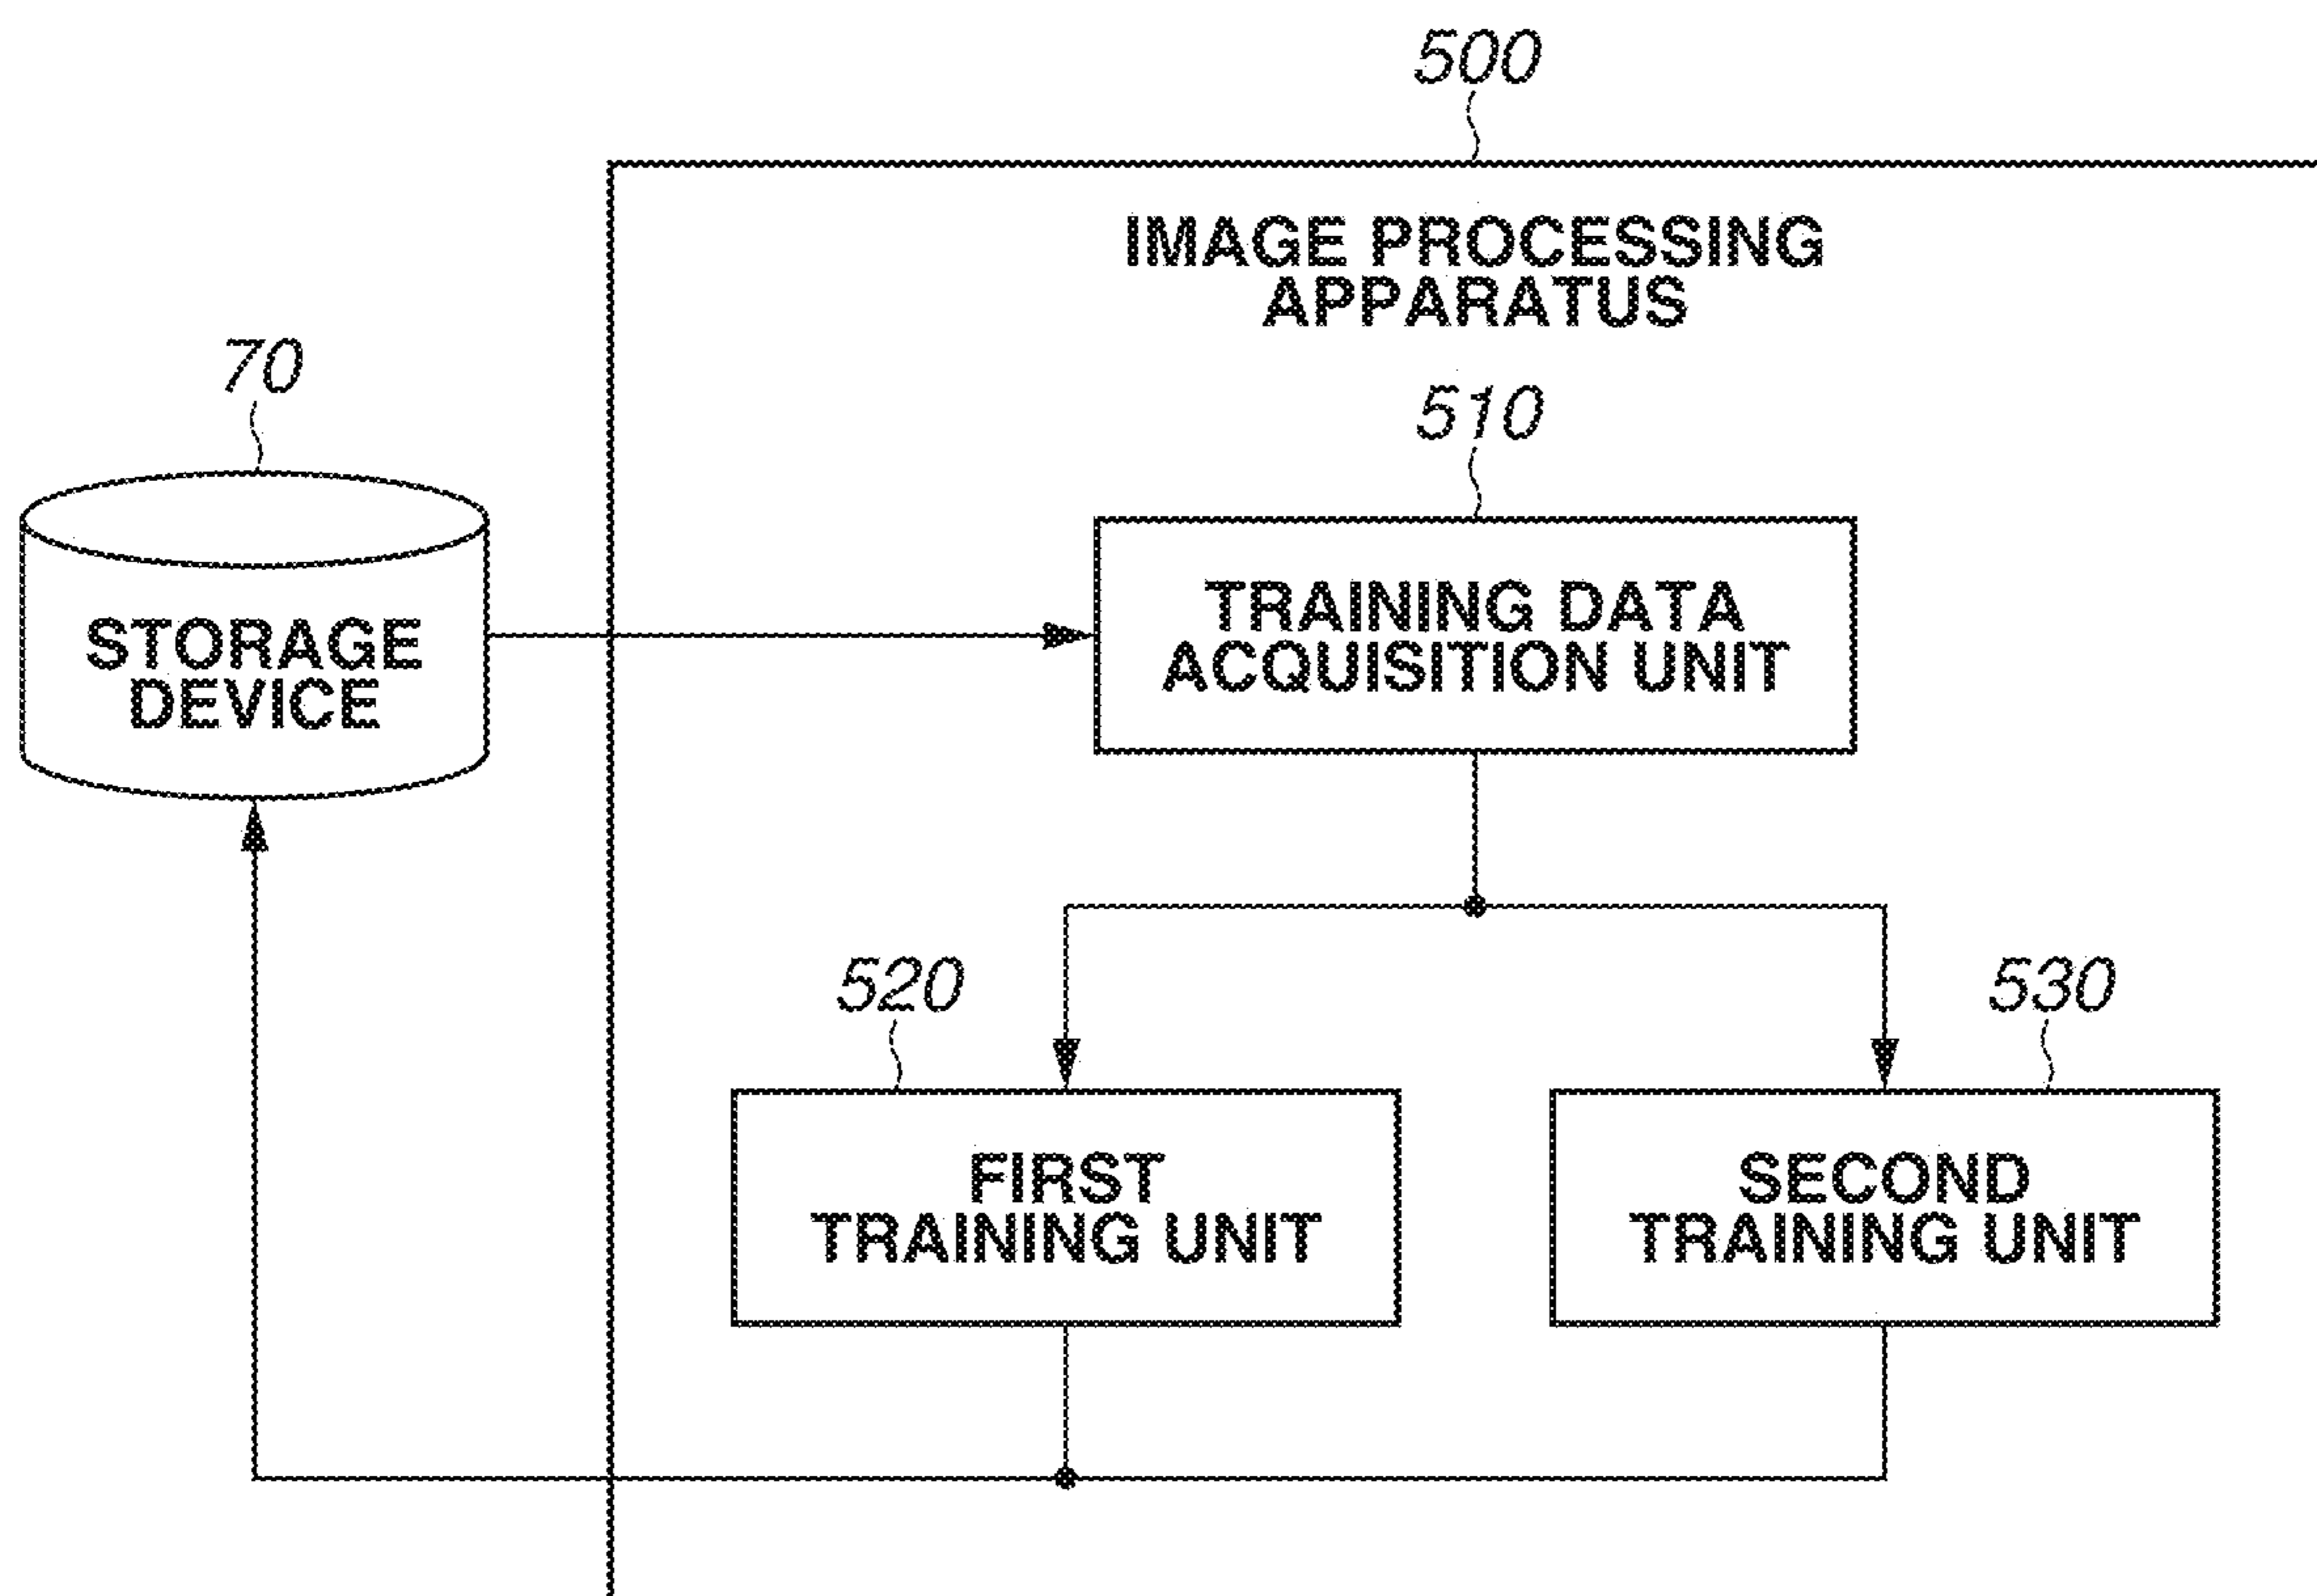 500
IMAGE PROCESSING
APPARATUS
70
510
STORAGE
DEVICE
TRAINING DATA
ACQUISITION UNIT
520
530
FIRST
TRAINING UNIT
SECOND
TRAINING UNIT